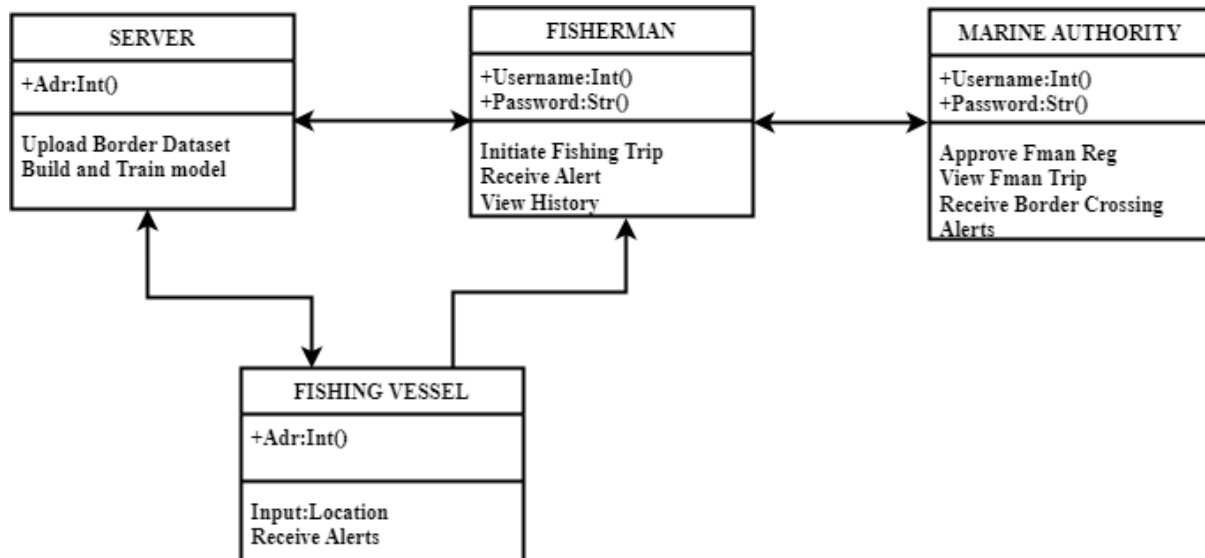 SERVER
+Adr:Int()
Upload Border Dataset
Build and Train model
FISHERMAN
+Username:Int()
+Password:Str()
Initiate Fishing Trip
Receive Alert
View History
MARINE AUTHORITY
+Username:Int()
+Password:Str()
Approve Fman Reg
View Fman Trip
Receive Border Crossing
Alerts
FISHING VESSEL
+Adr:Int()
Input:Location
Receive Alerts